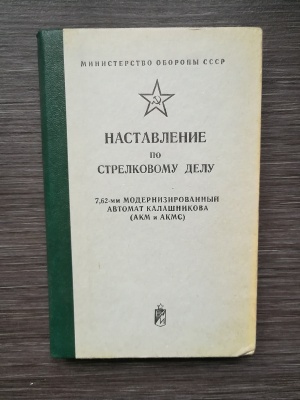 МИНИСТЕРСТВО ОБОРОНЫ СССР
НАСТАВЛЕНИЕ
ПО
СТРЕЛКОВОМУ ДЕЛУ
7,62-мм МОДЕРНИЗИРОВАННЫЙ
АВТОМАТ КАЛАШНИКОВА
(АКМ и АКМС)